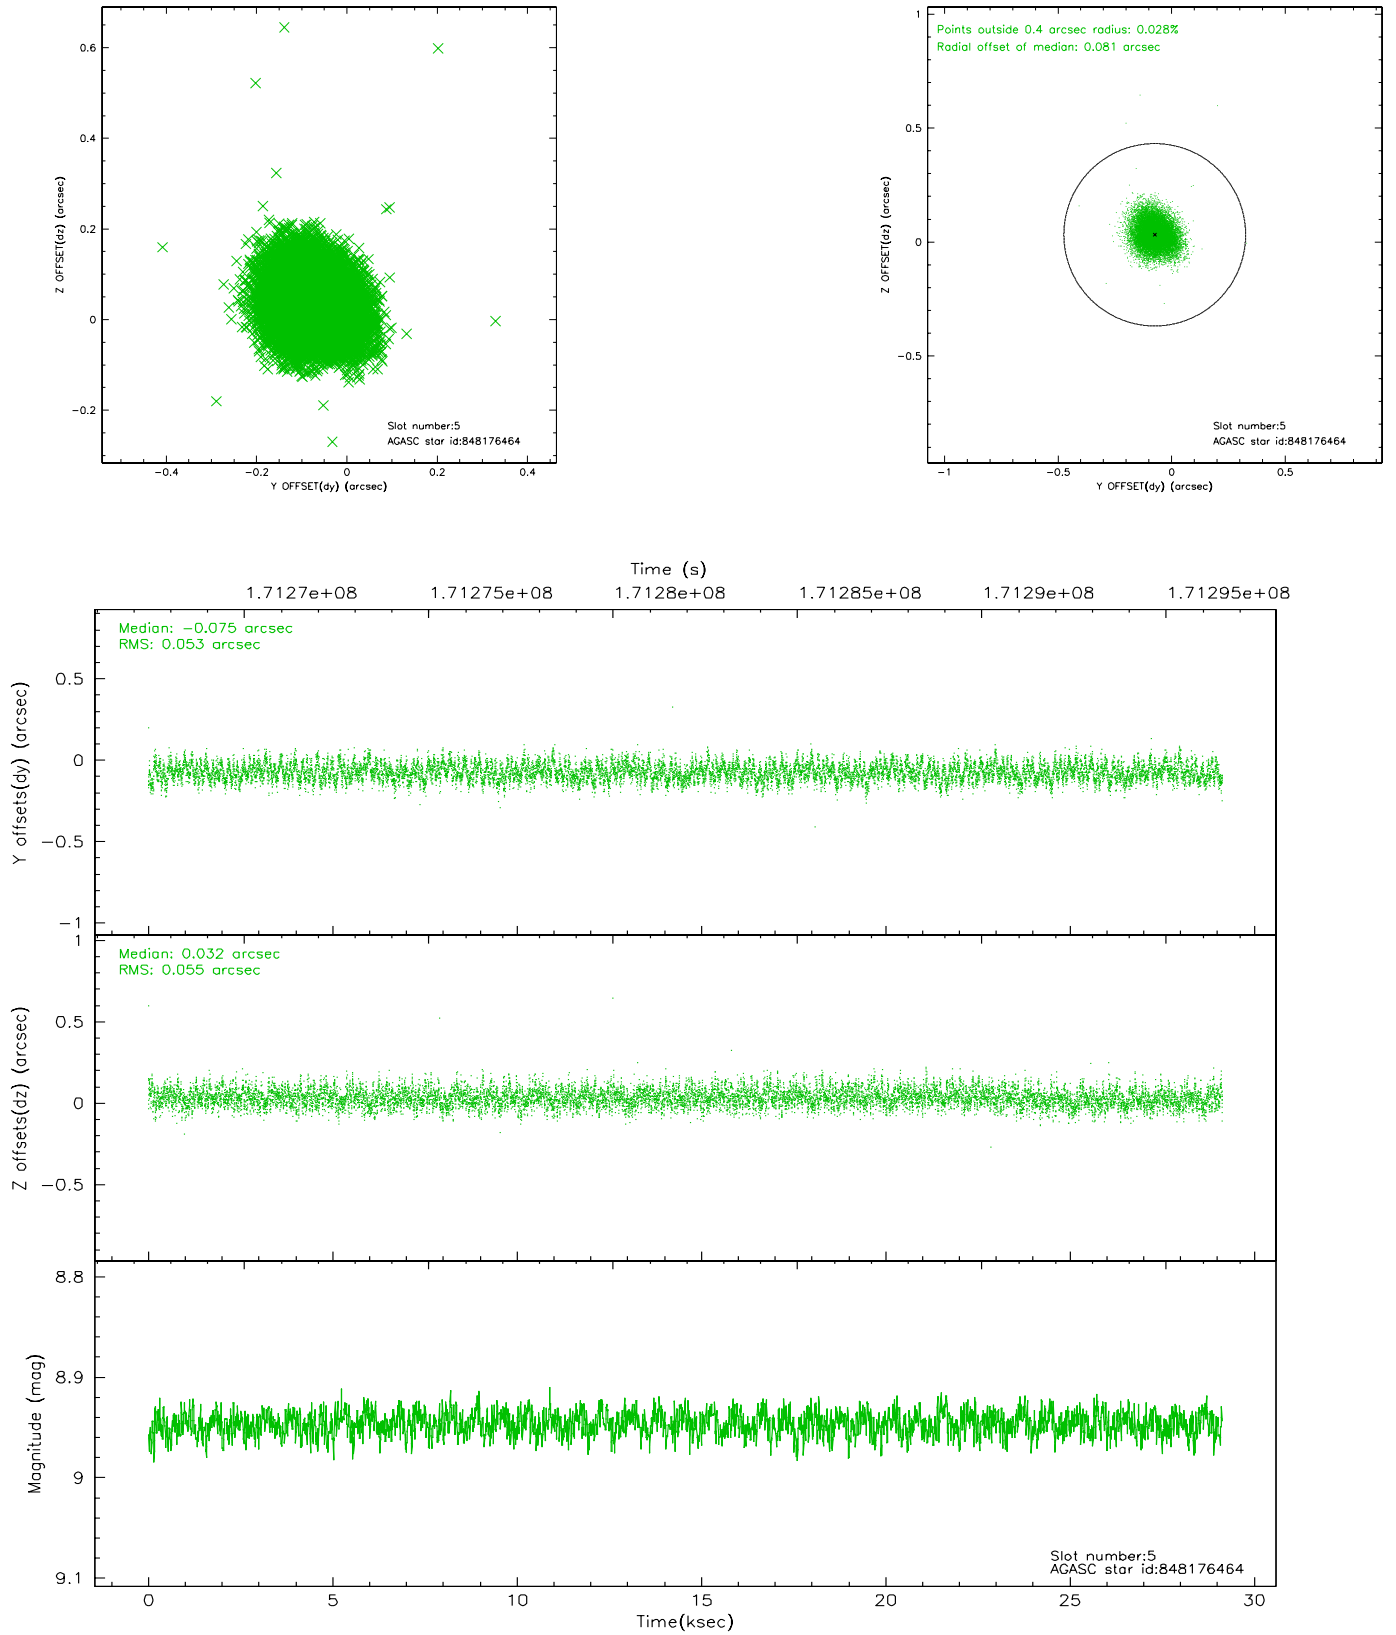 0.6
0.4
0.2
0
−0.2
Z OFFSET(dz) (arcsec)
Slot number:5
AGASC star id:848176464
−0.4
−0.2
0
0.2
0.4
Y OFFSET(dy) (arcsec)
Points outside 0.4 arcsec radius: 0.028%
Radial offset of median: 0.081 arcsec
1
0.5
0
−0.5
Z OFFSET(dz) (arcsec)
Slot number:5
AGASC star id:848176464
−1
−0.5
0
0.5
Y OFFSET(dy) (arcsec)
Time (s)
1.7127e+08
1.71275e+08
1.7128e+08
1.71285e+08
1.7129e+08
1.71295e+08
Median: −0.075 arcsec
RMS: 0.053 arcsec
0.5
0
−0.5
−1
Y offsets(dy) (arcsec)
Median: 0.032 arcsec
RMS: 0.055 arcsec
1
0.5
0
−0.5
Z offsets(dz) (arcsec)
8.8
8.9
9
9.1
Magnitude (mag)
Slot number:5
AGASC star id:848176464
0
5
10
15
20
25
30
Time(ksec)